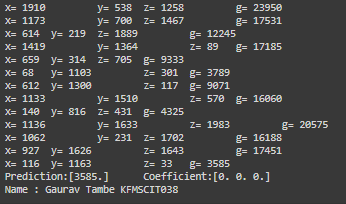 x= 1910 y= 538 z= 1258 g= 23950
x= 1173 y= 700 z= 1467 g= 17531
x= 614 y= 219 z= 1889 g= 12245
x= 1419 y= 1364 z= 89 g= 17185
x= 659 y= 314 z= 705 g= 9333
x= 68 y= 1103 z= 301 g= 3789
x= 612 y= 1300 z= 117 g= 9071
x= 1133 y= 1510 z= 570 g= 16060
x= 140 y= 816 z= 431 g= 4325
x= 1136 y= 1633 z= 1983 g= 20575
x= 1062 y= 231 z= 1702 g= 16188
x= 927 y= 1626 z= 1643 g= 17451
x= 116 y= 1163 z= 33 g= 3585
Prediction:[3585.] Coefficient:[0. 0. 0.]
Name : Gaurav Tambe KFMSCIT038